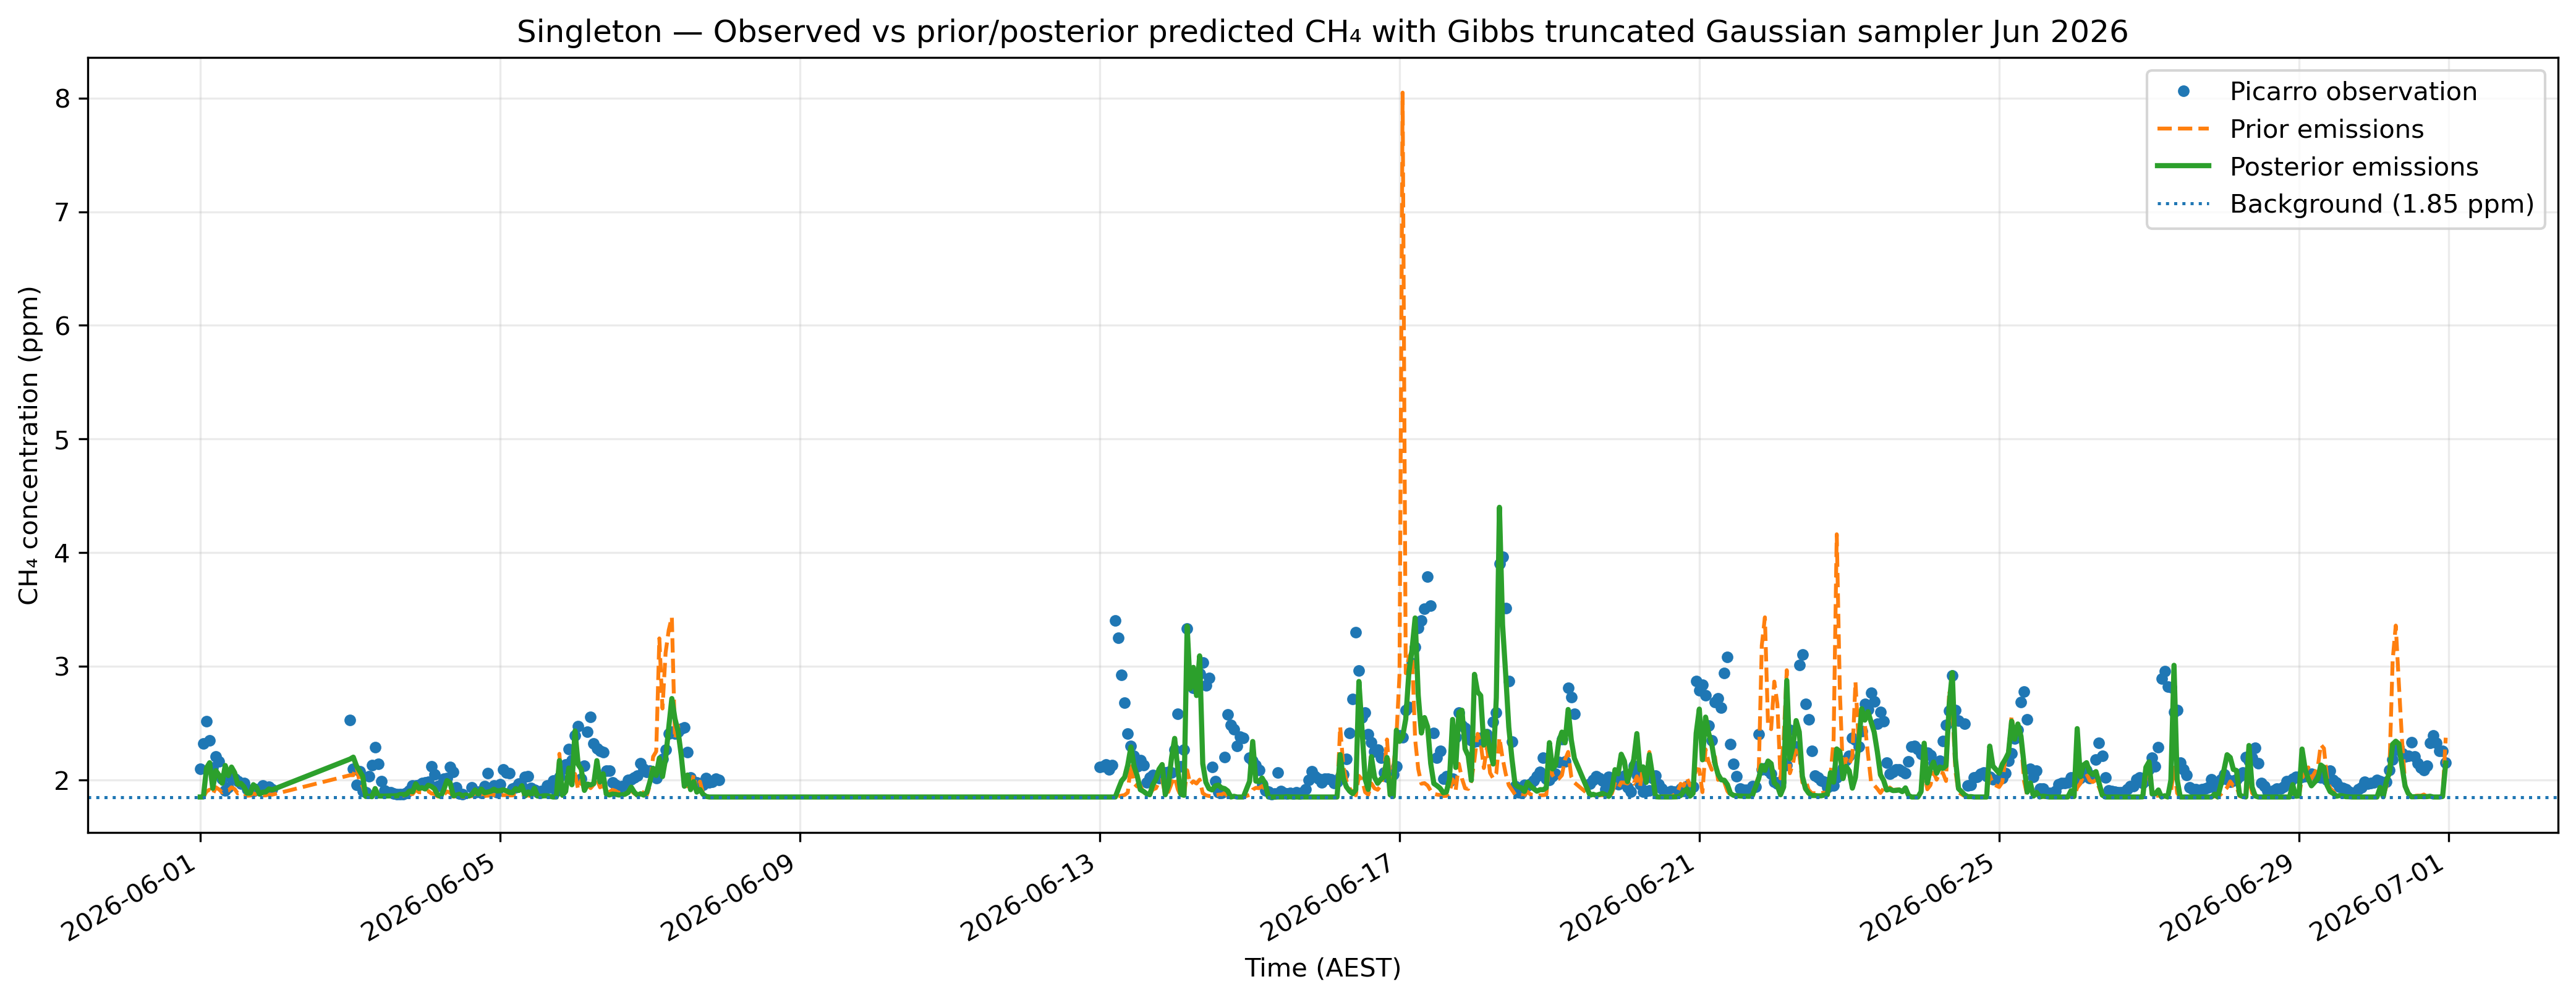 Singleton — Observed vs prior/posterior predicted CH₄ with Gibbs truncated Gaussian sampler Jun 2026
Picarro observation
Prior emissions
Posterior emissions
Background (1.85 ppm)
CH₄ concentration (ppm)
8
7
6
5
4
3
2
2026-06-01
2026-06-05
2026-06-09
2026-06-13
2026-06-17
2026-06-21
2026-06-25
2026-06-29
2026-07-01
Time (AEST)